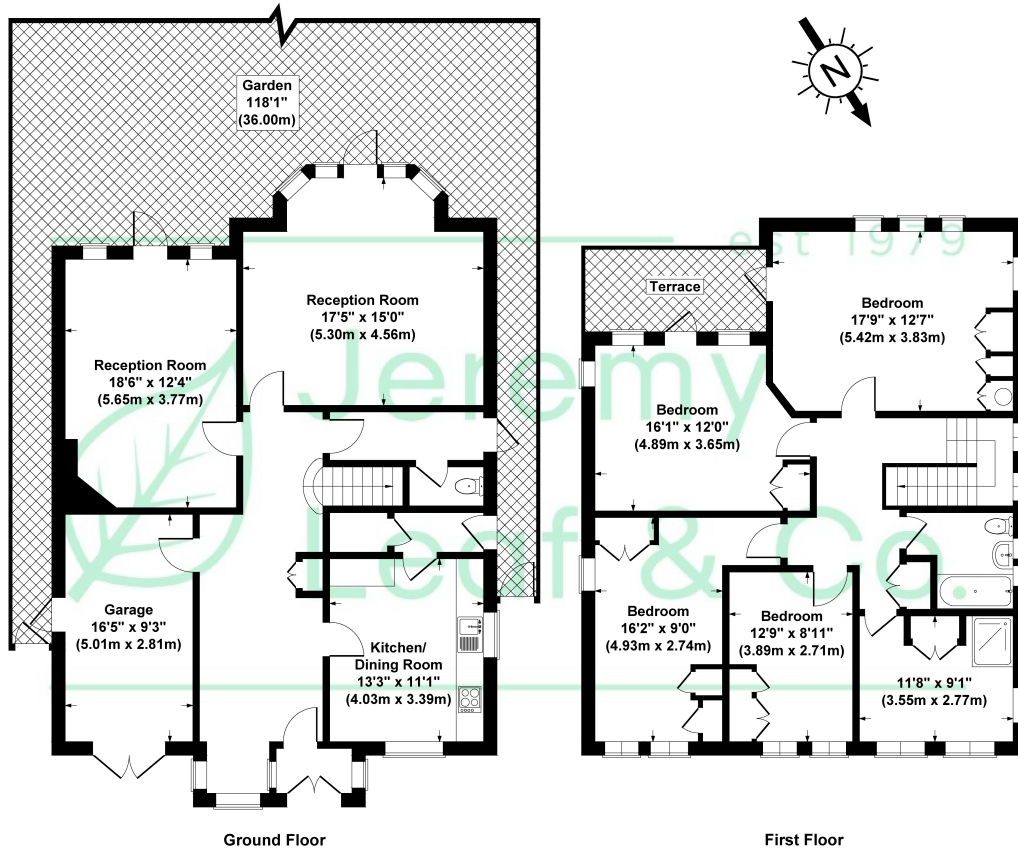 Garden
118'1"
(36.00m)
N
est 1979
Jeremy
Leaf & Co.
Reception Room
17'5" x 15'0"
(5.30m x 4.56m)
Reception Room
18'6" x 12'4"
(5.65m x 3.77m)
Garage
16'5" x 9'3"
(5.01m x 2.81m)
Kitchen/
Dining Room
13'3" x 11'1"
(4.03m x 3.39m)
Ground Floor
Terrace
Bedroom
17'9" x 12'7"
(5.42m x 3.83m)
Bedroom
16'1" x 12'0"
(4.89m x 3.65m)
Bedroom
16'2" x 9'0"
(4.93m x 2.74m)
Bedroom
12'9" x 8'11"
(3.89m x 2.71m)
11'8" x 9'1"
(3.55m x 2.77m)
First Floor